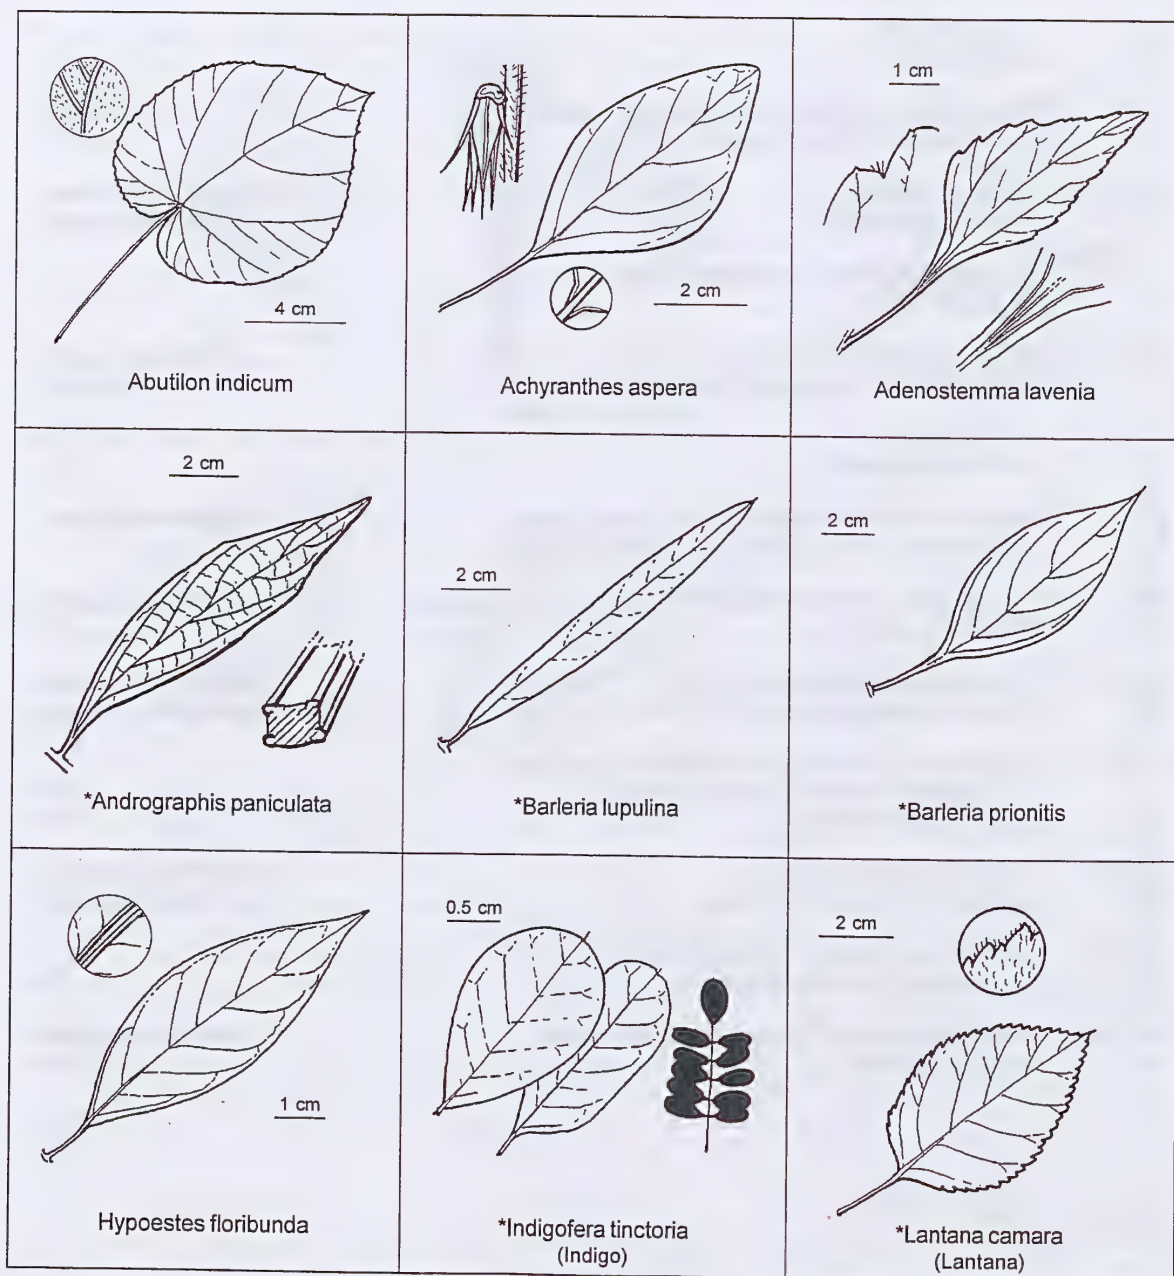 4 cm
Abutilon indicum
2 cm
Achyranthes aspera
1 cm
Adenostemma lavenia
2 cm
*Andrographis paniculata
2 cm
*Barleria lupulina
2 cm
*Barleria prionitis
1 cm
Hypoestes floribunda
0.5 cm
*Indigofera tinctoria
(Indigo)
2 cm
*Lantana camara
(Lantana)